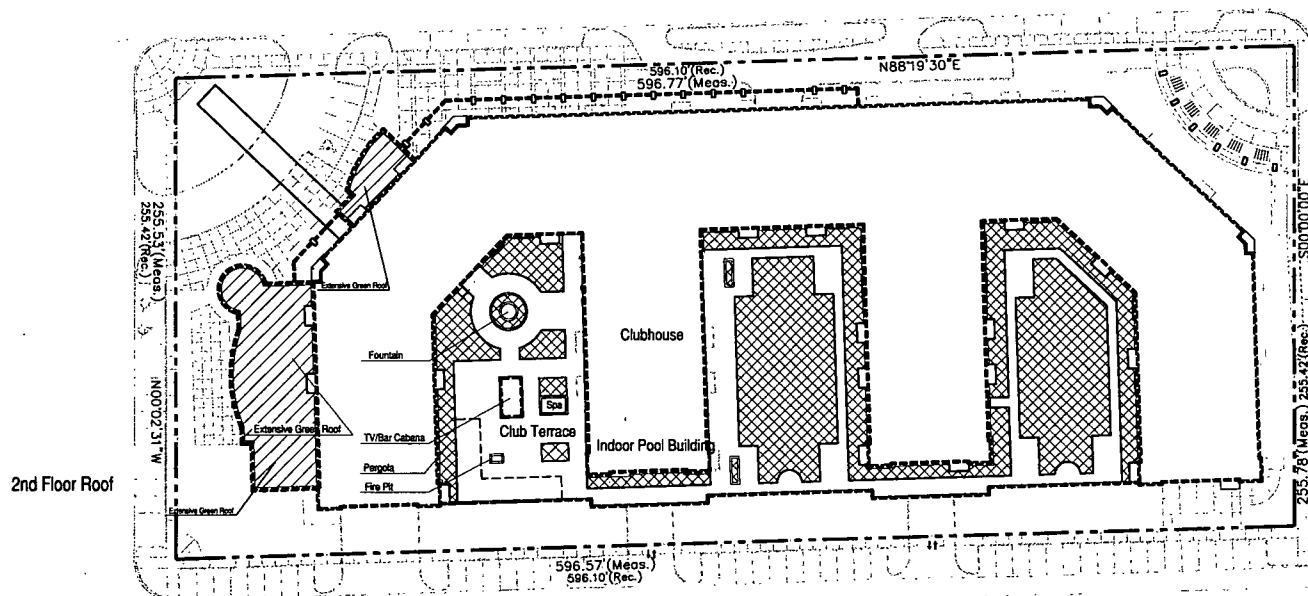 596.10'(Rec.)
596.77'(Meas.)
N88°19'30"E
255.53'(Meas.)
255.42'(Rec.)
S00°00'00"E
Extensive Green Roof
Clubhouse
Fountain
255.78'(Meas.) 255.42'(Rec.)
N00°02'31"W
Spa
Extensive Green Roof
Club Terrace
TV/Bar Cabana
Indoor Pool Building
Pergola
2nd Floor Roof
Fire Pit
Extensive Green Roof
596.57'(Meas.)
596.10'(Rec.)